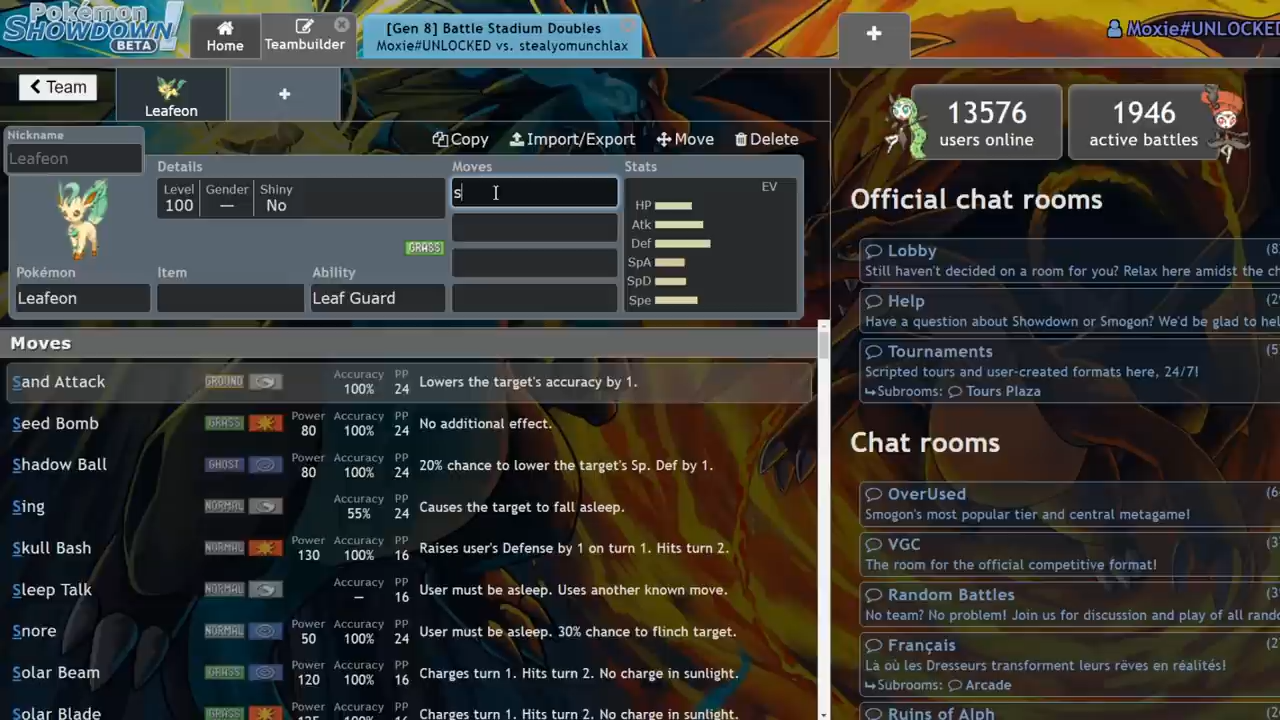 Pokémon
SHOWDOWN!
BETA
Home
Teambuilder
[Gen 8] Battle Stadium Doubles
Moxie#UNLOCKED vs. stealyomunchlax
+
Moxie#UNLOCKED
Team
Leafeon
+
Copy
Import/Export
Move
Delete
Nickname
Leafeon
Details
Level
100
Gender
—
Shiny
No
GRASS
Pokémon
Leafeon
Item
Ability
Leaf Guard
Moves
s
Stats
EV
HP
Atk
Def
SpA
SpD
Spe
Moves
Sand Attack GROUND Accuracy 100% PP 24 Lowers the target's accuracy by 1.
Seed Bomb GRASS Power 80 Accuracy 100% PP 24 No additional effect.
Shadow Ball GHOST Power 80 Accuracy 100% PP 24 20% chance to lower the target's Sp. Def by 1.
Sing NORMAL Accuracy 55% PP 24 Causes the target to fall asleep.
Skull Bash NORMAL Power 130 Accuracy 100% PP 16 Raises user's Defense by 1 on turn 1. Hits turn 2.
Sleep Talk NORMAL Accuracy — PP 16 User must be asleep. Uses another known move.
Snore NORMAL Power 50 Accuracy 100% PP 24 User must be asleep. 30% chance to flinch target.
Solar Beam GRASS Power 120 Accuracy 100% PP 16 Charges turn 1. Hits turn 2. No charge in sunlight.
Solar Blade GRASS Power 125 Accuracy 100% PP 16 Charges turn 1. Hits turn 2. No charge in sunlight.
13576
users online
1946
active battles
Official chat rooms
Lobby
Still haven't decided on a room for you? Relax here amidst the
Help
Have a question about Showdown or Smogon? We'd be glad to
Tournaments
Scripted tours and user-created formats here, 24/7!
Subrooms: Tours Plaza
Chat rooms
OverUsed
Smogon's most popular tier and central metagame!
VGC
The room for the official competitive format!
Random Battles
No team? No problem! Join us for discussion and play of all
Français
Là où les Dresseurs transforment leurs rêves en réalités!
Subrooms: Arcade
Ruins of Alph